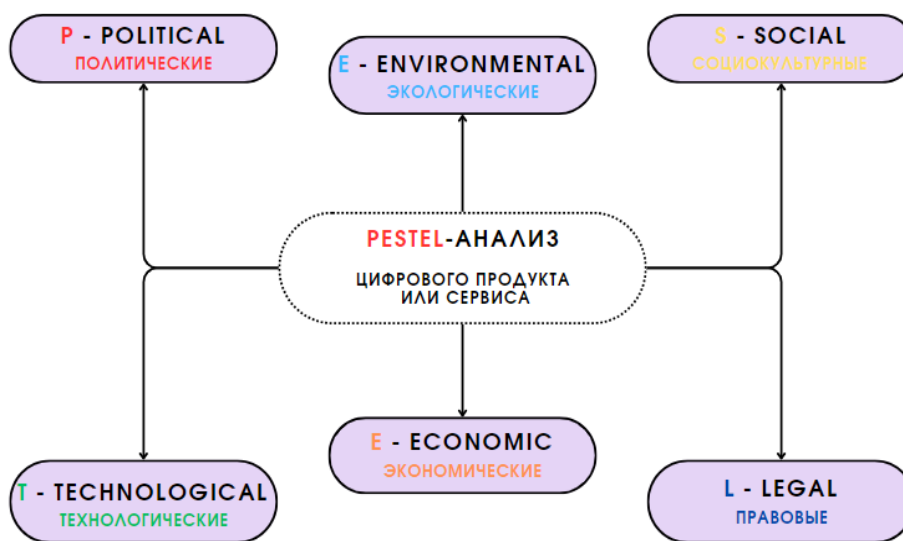 P - POLITICAL
ПОЛИТИЧЕСКИЕ
E - ENVIRONMENTAL
ЭКОЛОГИЧЕСКИЕ
S - SOCIAL
СОЦИОКУЛЬТУРНЫЕ
PESTEL-АНАЛИЗ
ЦИФРОВОГО ПРОДУКТА
ИЛИ СЕРВИСА
T - TECHNOLOGICAL
ТЕХНОЛОГИЧЕСКИЕ
E - ECONOMIC
ЭКОНОМИЧЕСКИЕ
L - LEGAL
ПРАВОВЫЕ